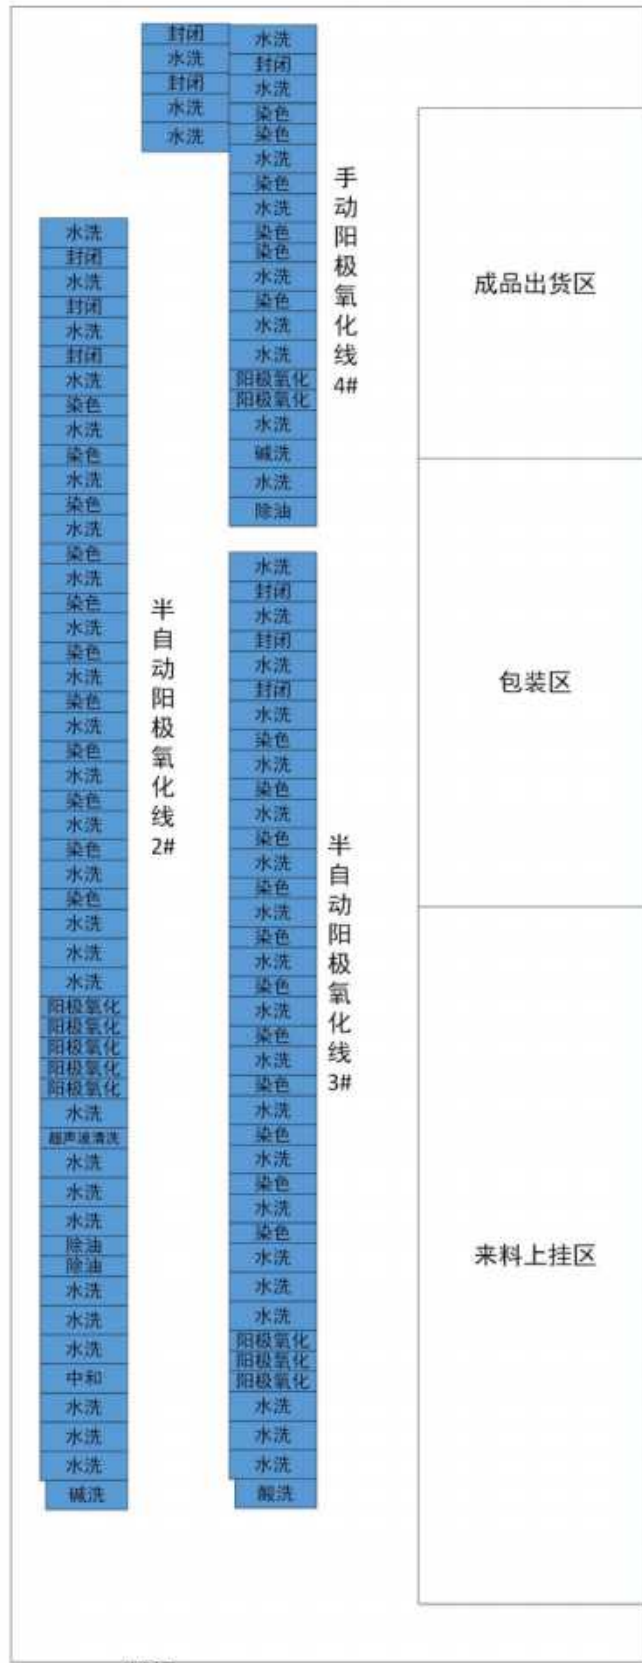 封闭
水洗
封闭
水洗
水洗
水洗
封闭
水洗
染色
染色
水洗
染色
水洗
染色
染色
水洗
染色
水洗
水洗
阳极氧化
阳极氧化
水洗
碱洗
水洗
除油
手动阳极氧化线4#
水洗
封闭
水洗
封闭
水洗
封闭
水洗
染色
水洗
染色
水洗
染色
水洗
染色
水洗
染色
水洗
染色
水洗
染色
水洗
染色
水洗
染色
水洗
染色
水洗
染色
水洗
水洗
水洗
阳极氧化
阳极氧化
阳极氧化
阳极氧化
阳极氧化
水洗
超声波清洗
水洗
水洗
水洗
除油
除油
水洗
水洗
水洗
中和
水洗
水洗
水洗
碱洗
半自动阳极氧化线2#
水洗
封闭
水洗
封闭
水洗
封闭
水洗
染色
水洗
染色
水洗
染色
水洗
染色
水洗
染色
水洗
染色
水洗
染色
水洗
染色
水洗
染色
水洗
染色
水洗
染色
水洗
水洗
水洗
阳极氧化
阳极氧化
阳极氧化
水洗
水洗
水洗
酸洗
半自动阳极氧化线3#
成品出货区
包装区
来料上挂区